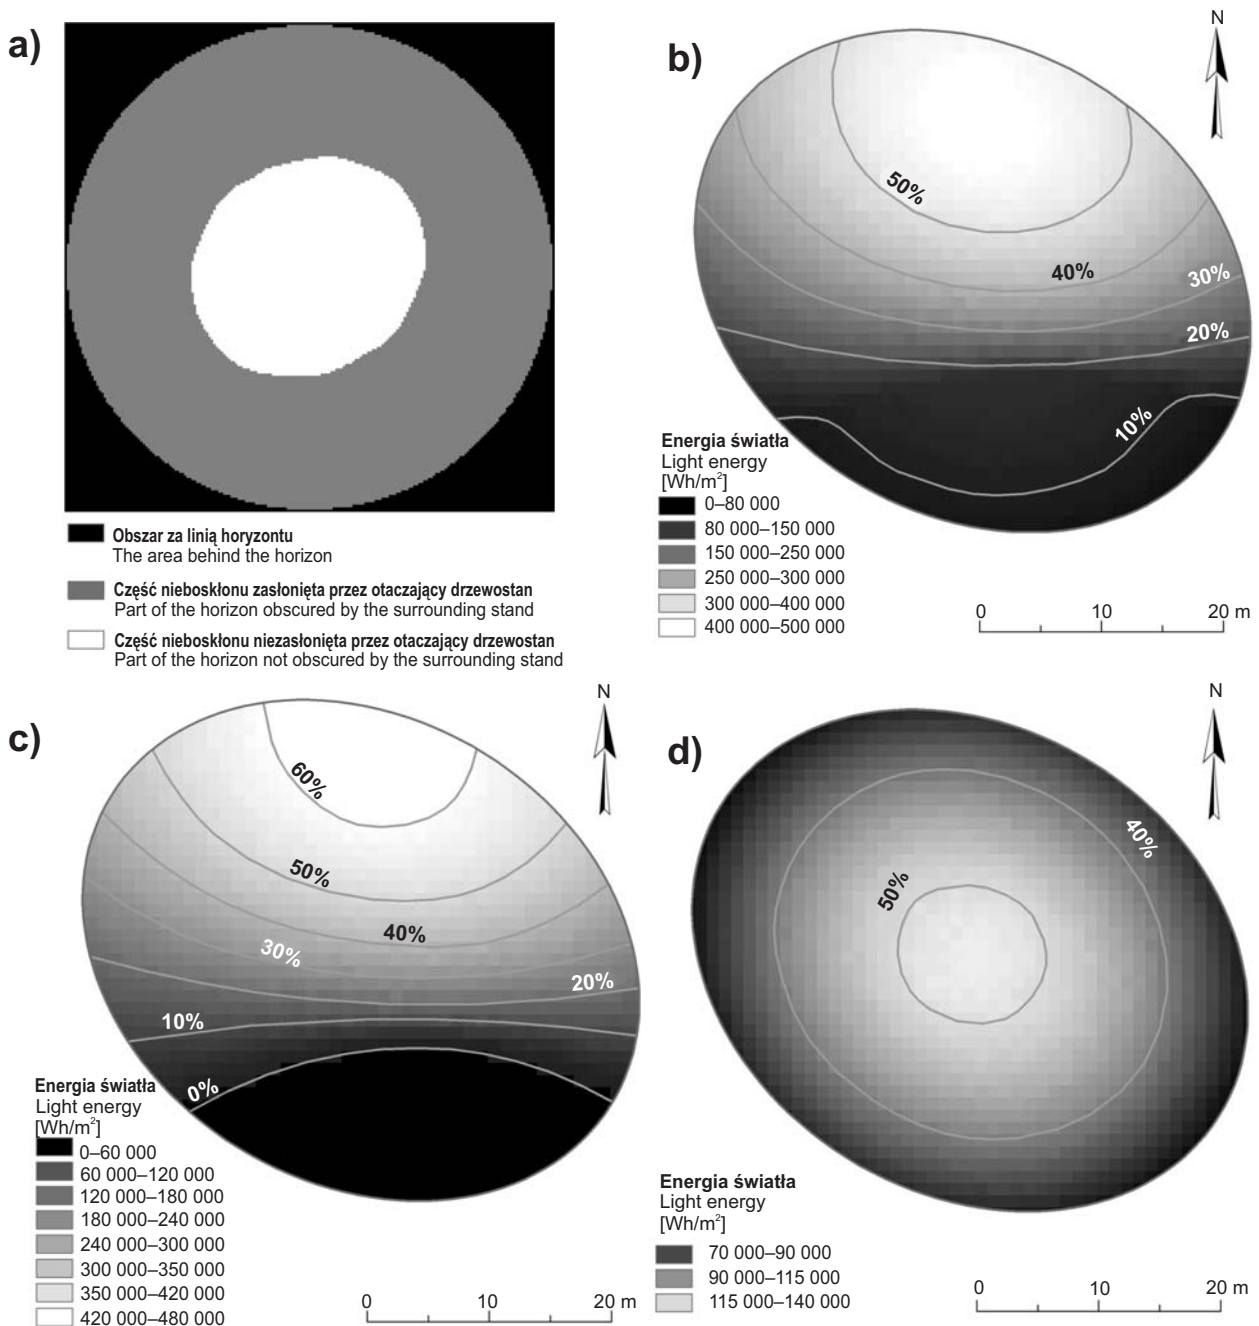 a)
Obszar za linią horyzontu
The area behind the horizon
Część nieboskłonu zasłonięta przez otaczający drzewostan
Part of the horizon obscured by the surrounding stand
Część nieboskłonu niezasłonięta przez otaczający drzewostan
Part of the horizon not obscured by the surrounding stand
b)
N
50%
40%
30%
20%
10%
Energia światła
Light energy
[Wh/m²]
0–80 000
80 000–150 000
150 000–250 000
250 000–300 000
300 000–400 000
400 000–500 000
0 10 20 m
c)
N
60%
50%
40%
30%
20%
10%
0%
Energia światła
Light energy
[Wh/m²]
0–60 000
60 000–120 000
120 000–180 000
180 000–240 000
240 000–300 000
300 000–350 000
350 000–420 000
420 000–480 000
0 10 20 m
d)
N
40%
50%
Energia światła
Light energy
[Wh/m²]
70 000–90 000
90 000–115 000
115 000–140 000
0 10 20 m